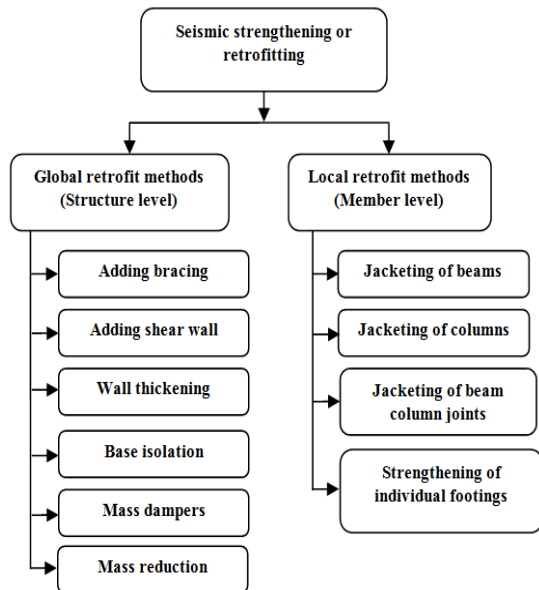 Seismic strengthening or
retrofitting
Global retrofit methods
(Structure level)
Adding bracing
Adding shear wall
Wall thickening
Base isolation
Mass dampers
Mass reduction
Local retrofit methods
(Member level)
Jacketing of beams
Jacketing of columns
Jacketing of beam
column joints
Strengthening of
individual footings